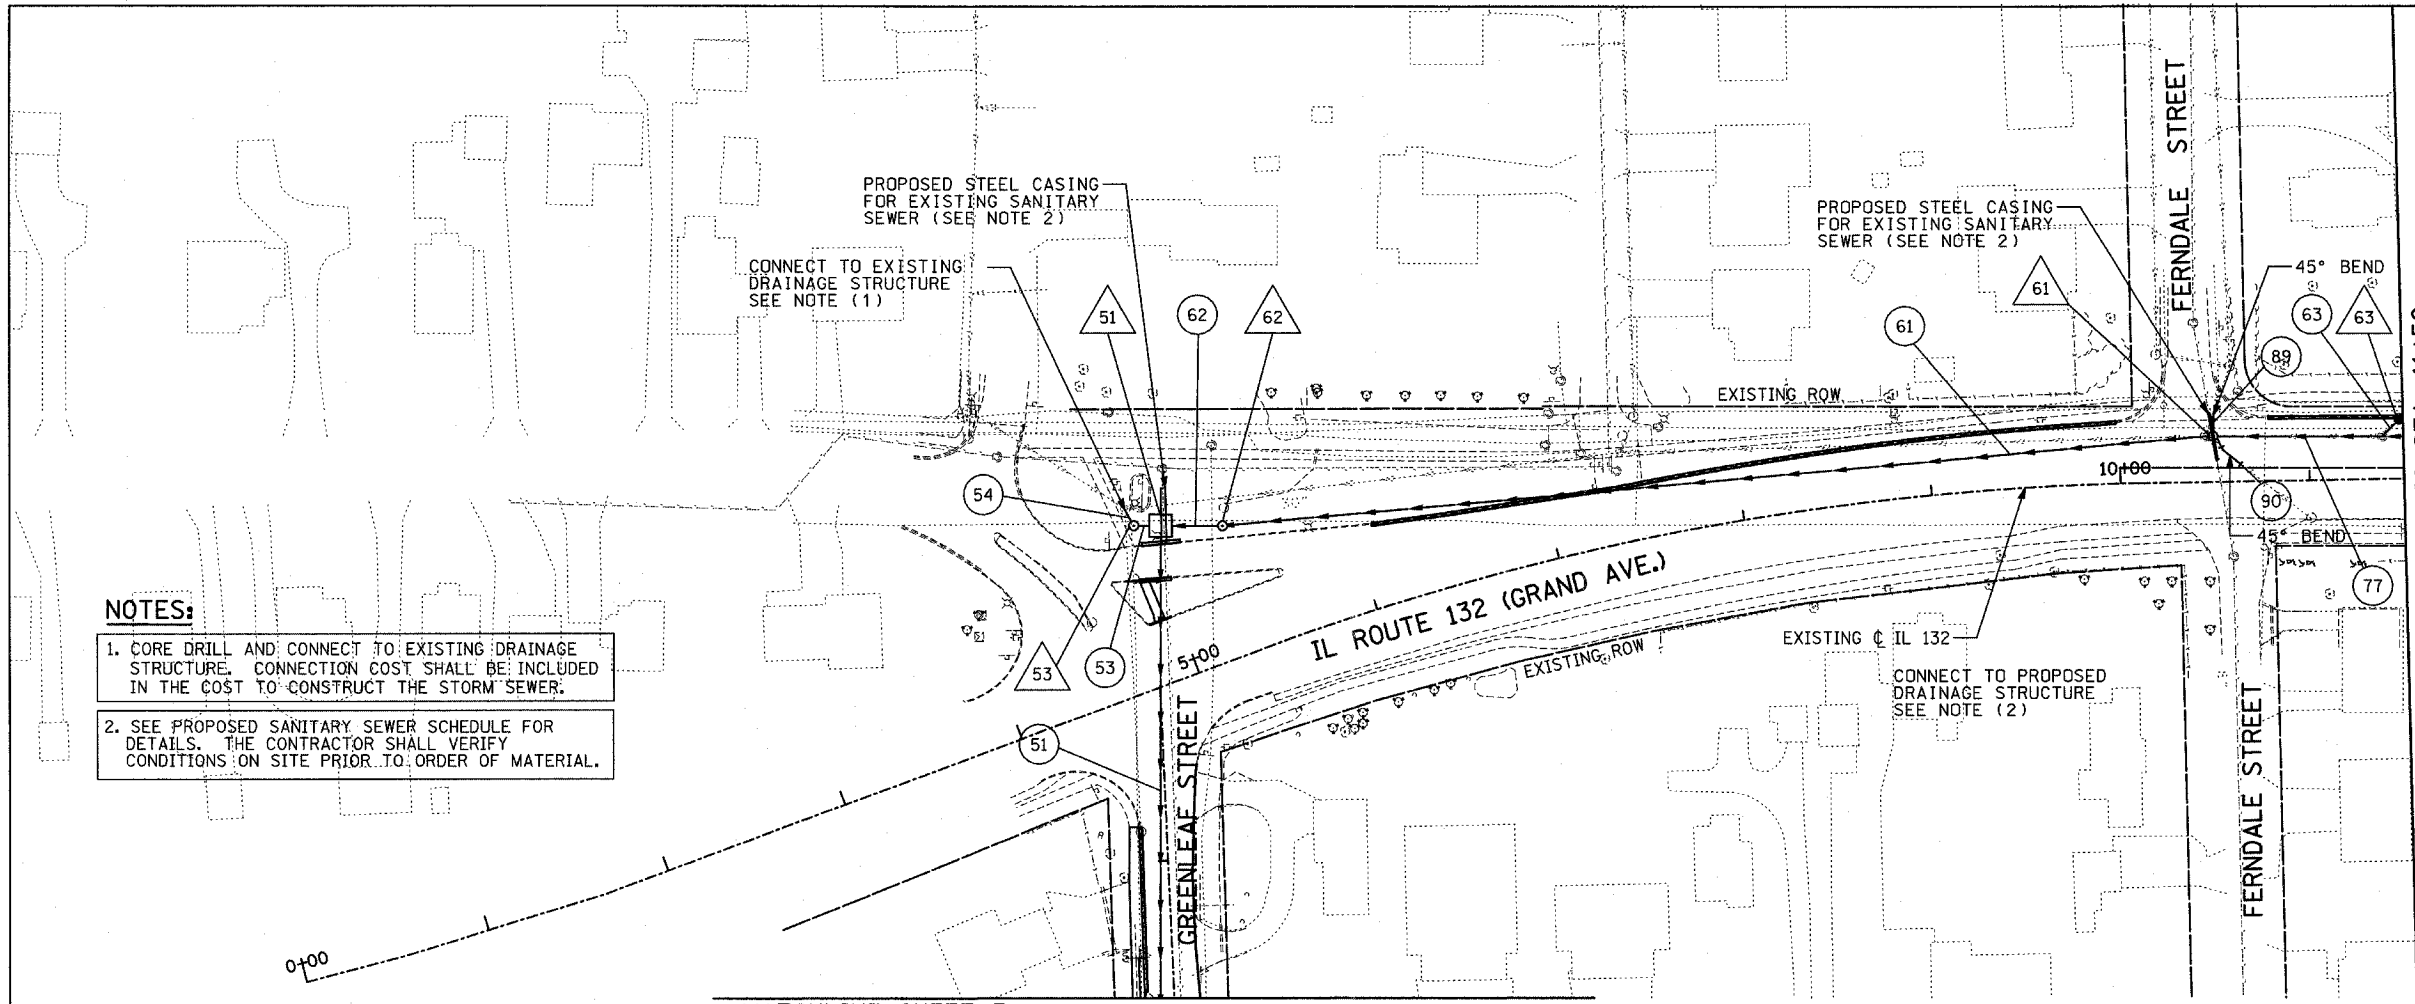 FERNDALE STREET
PROPOSED STEEL CASING
FOR EXISTING SANITARY
SEWER (SEE NOTE 2)
PROPOSED STEEL CASING
FOR EXISTING SANITARY
SEWER (SEE NOTE 2)
CONNECT TO EXISTING
DRAINAGE STRUCTURE
SEE NOTE (1)
45° BEND
51
62
62
61
61
63
63
89
EXISTING ROW
10+00
54
90
45° BEND
77
NOTES:
1. CORE DRILL AND CONNECT TO EXISTING DRAINAGE
STRUCTURE. CONNECTION COST SHALL BE INCLUDED
IN THE COST TO CONSTRUCT THE STORM SEWER.
2. SEE PROPOSED SANITARY SEWER SCHEDULE FOR
DETAILS. THE CONTRACTOR SHALL VERIFY
CONDITIONS ON SITE PRIOR TO ORDER OF MATERIAL.
53
53
5+00
IL ROUTE 132 (GRAND AVE.)
EXISTING ROW
EXISTING ℄ IL 132
CONNECT TO PROPOSED
DRAINAGE STRUCTURE
SEE NOTE (2)
51
GREENLEAF STREET
FERNDALE STREET
0+00